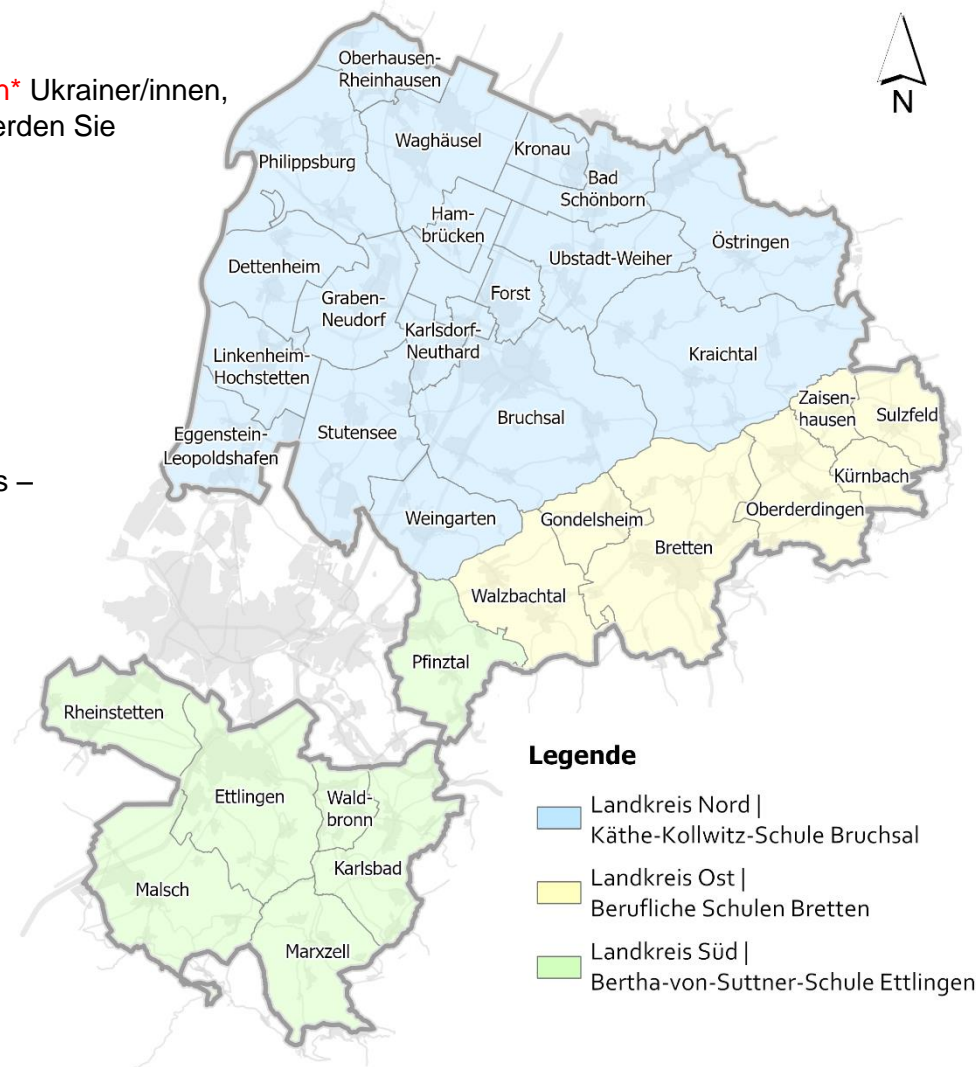 n* Ukrainer/innen,
erden Sie
s –
N
Oberhausen-
Rheinhausen
Waghäusel
Kronau
Philippsburg
Bad
Schönborn
Ham-
brücken
Östringen
Dettenheim
Ubstadt-Weiher
Graben-
Neudorf
Forst
Karlsdorf-
Neuthard
Linkenheim-
Hochstetten
Kraichtal
Zaisen-
hausen
Sulzfeld
Bruchsal
Stutensee
Eggenstein-
Leopoldshafen
Kürnbach
Oberderdingen
Weingarten
Gondelsheim
Bretten
Walzbachtal
Pfinztal
Rheinstetten
Ettlingen
Wald-
bronn
Karlsbad
Malsch
Marxzell
Legende
Landkreis Nord |
Käthe-Kollwitz-Schule Bruchsal
Landkreis Ost |
Berufliche Schulen Bretten
Landkreis Süd |
Bertha-von-Suttner-Schule Ettlingen